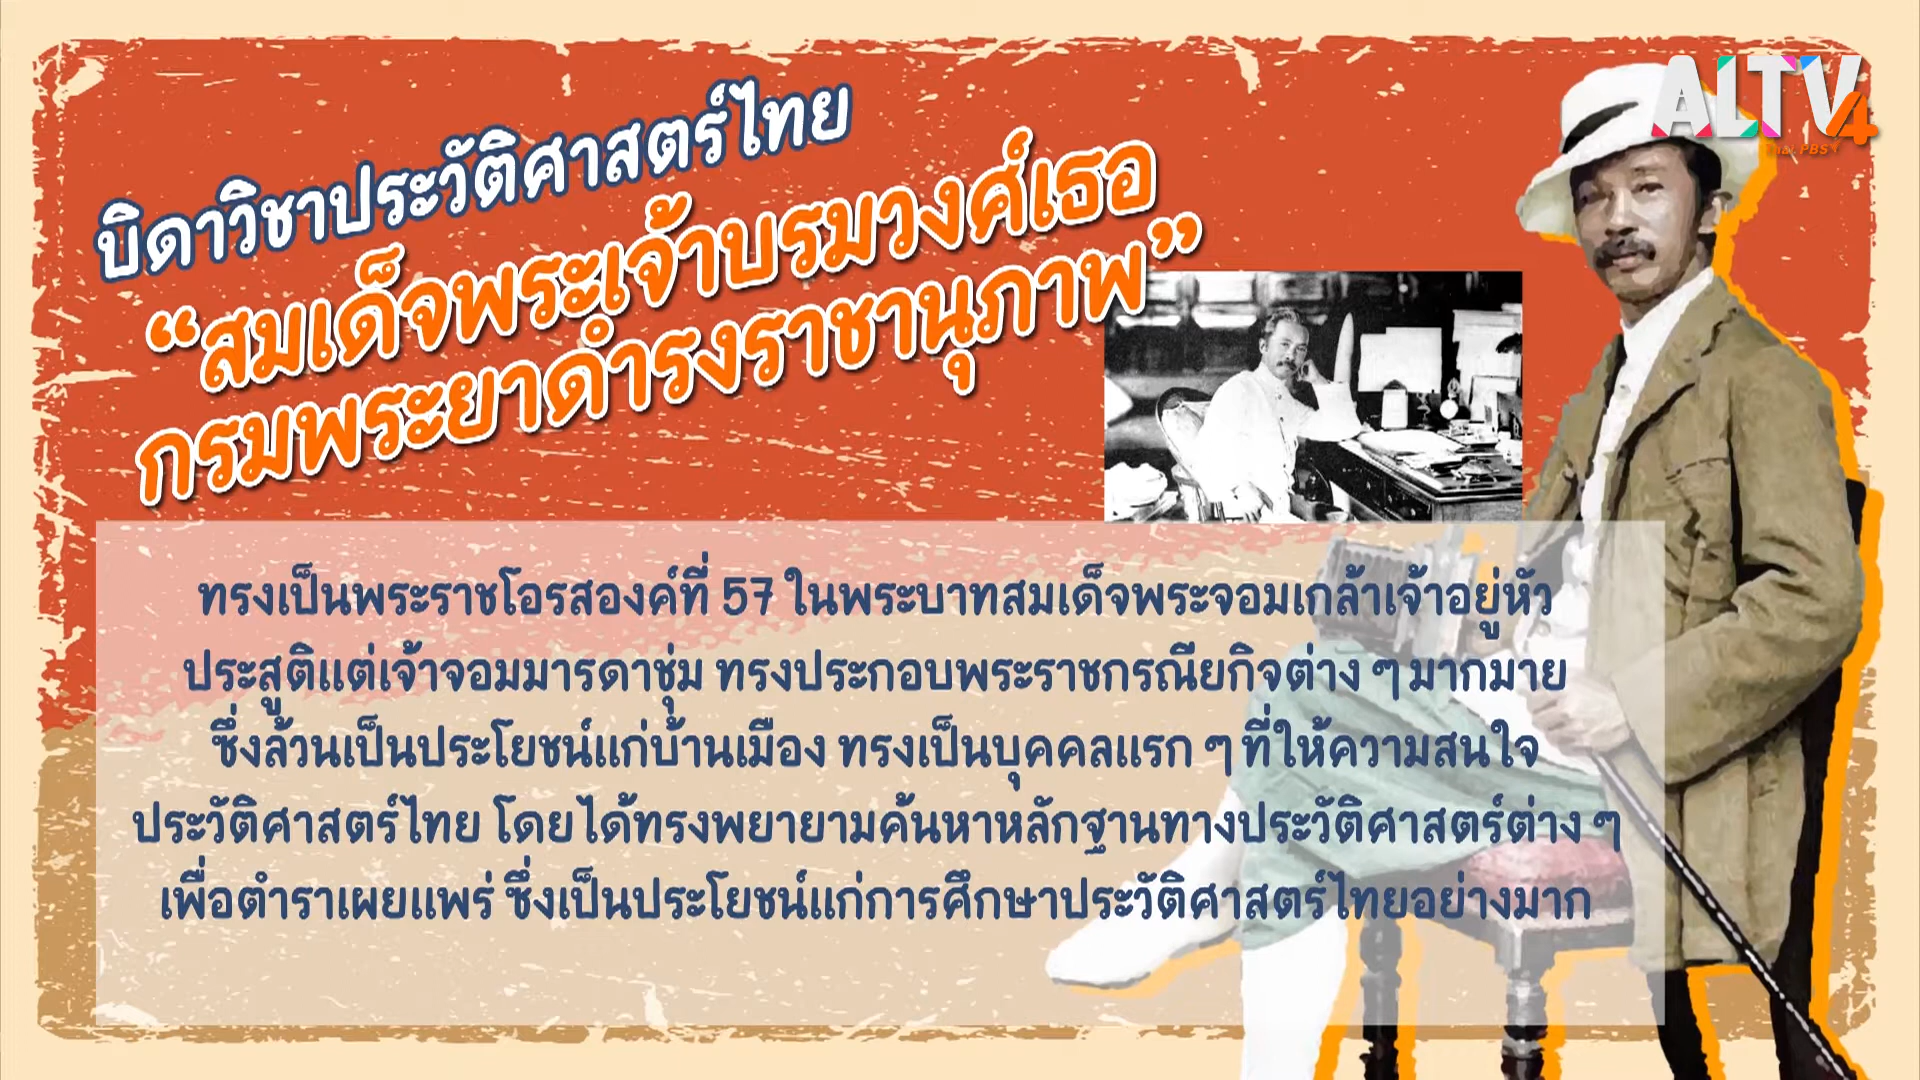 ALTV4
Thai PBS
บิดาวิชาประวัติศาสตร์ไทย
“สมเด็จพระเจ้าบรมวงศ์เธอ
กรมพระยาดำรงราชานุภาพ”
ทรงเป็นพระราชโอรสองค์ที่ 57 ในพระบาทสมเด็จพระจอมเกล้าเจ้าอยู่หัว
ประสูติแต่เจ้าจอมมารดาชุ่ม ทรงประกอบพระราชกรณียกิจต่าง ๆ มากมาย
ซึ่งล้วนเป็นประโยชน์แก่บ้านเมือง ทรงเป็นบุคคลแรก ๆ ที่ให้ความสนใจ
ประวัติศาสตร์ไทย โดยได้ทรงพยายามค้นหาหลักฐานทางประวัติศาสตร์ต่าง ๆ
เพื่อตำราเผยแพร่ ซึ่งเป็นประโยชน์แก่การศึกษาประวัติศาสตร์ไทยอย่างมาก